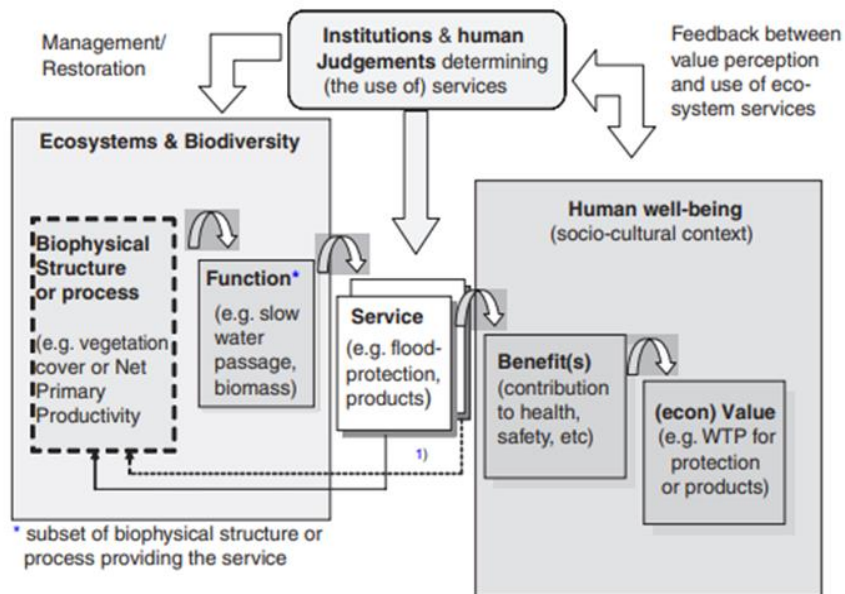 Management/
Restoration
Institutions & human
Judgements determining
(the use of) services
Feedback between
value perception
and use of eco-
system services
Ecosystems & Biodiversity
Biophysical
Structure
or process
(e.g. vegetation
cover or Net
Primary
Productivity
Function*
(e.g. slow
water
passage,
biomass)
Service
(e.g. flood-
protection,
products)
1)
Human well-being
(socio-cultural context)
Benefit(s)
(contribution
to health,
safety, etc)
(econ) Value
(e.g. WTP for
protection
or products)
* subset of biophysical structure or
process providing the service